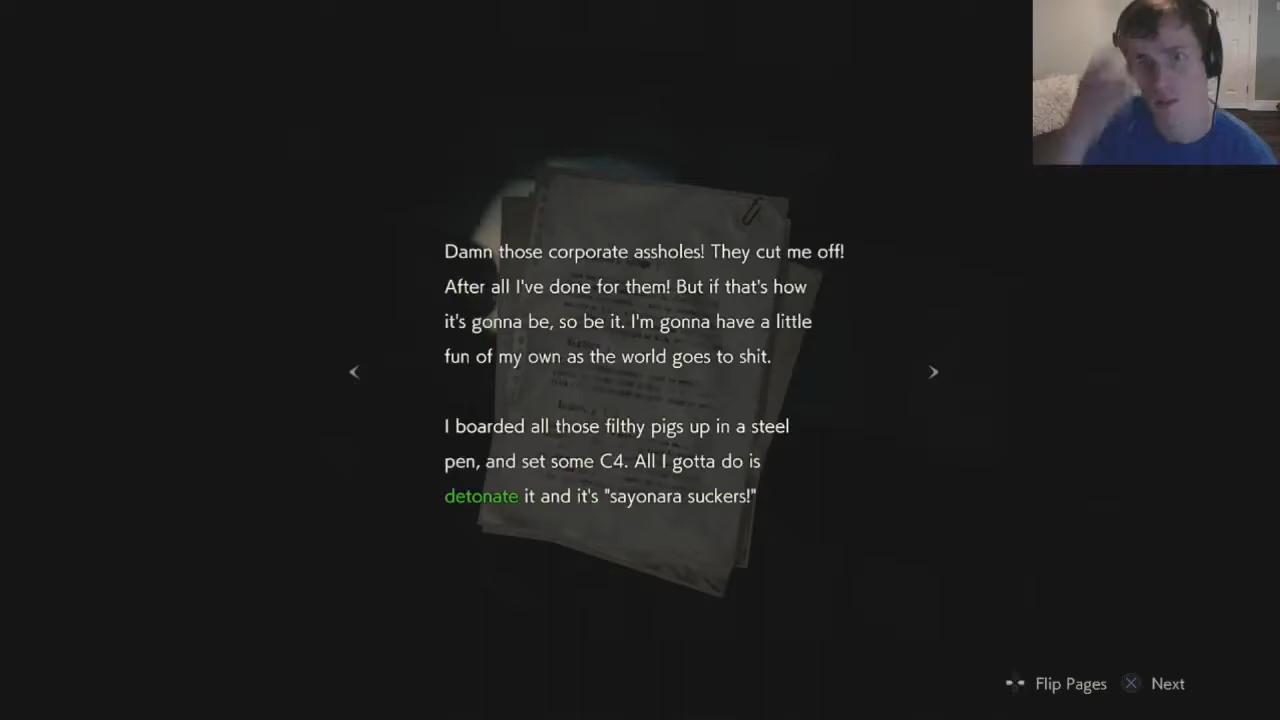 Damn those corporate assholes! They cut me off!
After all I've done for them! But if that's how
it's gonna be, so be it. I'm gonna have a little
fun of my own as the world goes to shit.
I boarded all those filthy pigs up in a steel
pen, and set some C4. All I gotta do is
detonate it and it's "sayonara suckers!"
Flip Pages
Next